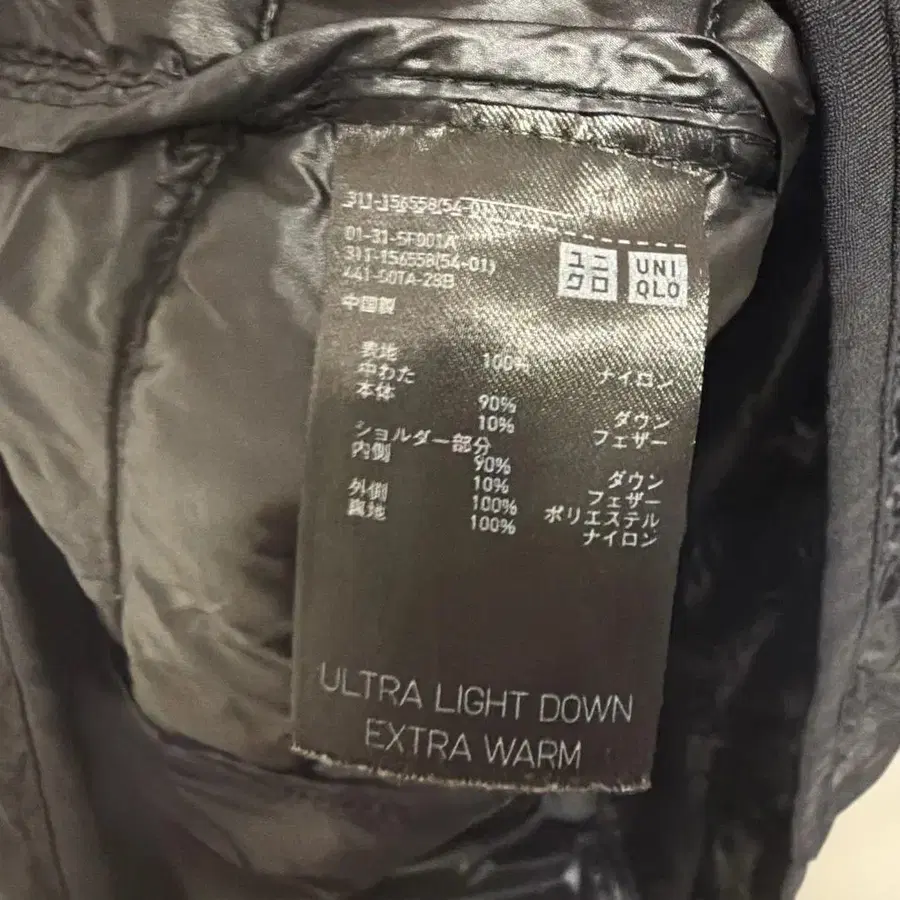 311-156558(54-01)
01-31-SF001A
311-156558(54-01)
441-50TA-28B
ユニクロ
UNIQLO
中国製
表地 100% ナイロン
中わた
本体 90% ダウン
10% フェザー
ショルダー部分
内側 90% ダウン
10% フェザー
外側 100% ポリエステル
裏地 100% ナイロン
ULTRA LIGHT DOWN
EXTRA WARM